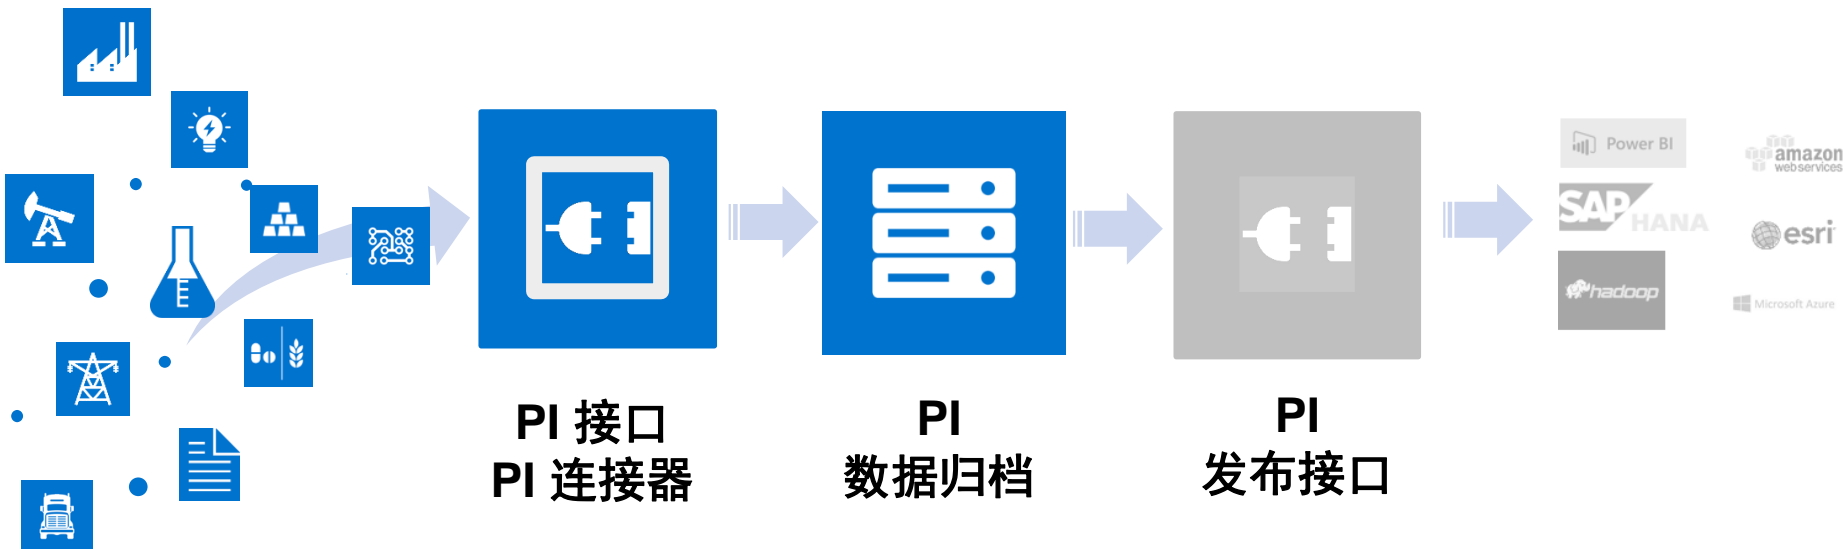 PI 接口
PI 连接器
PI
数据归档
PI
发布接口
Power BI
amazon
webservices
SAP HANA
esri
hadoop
Microsoft Azure